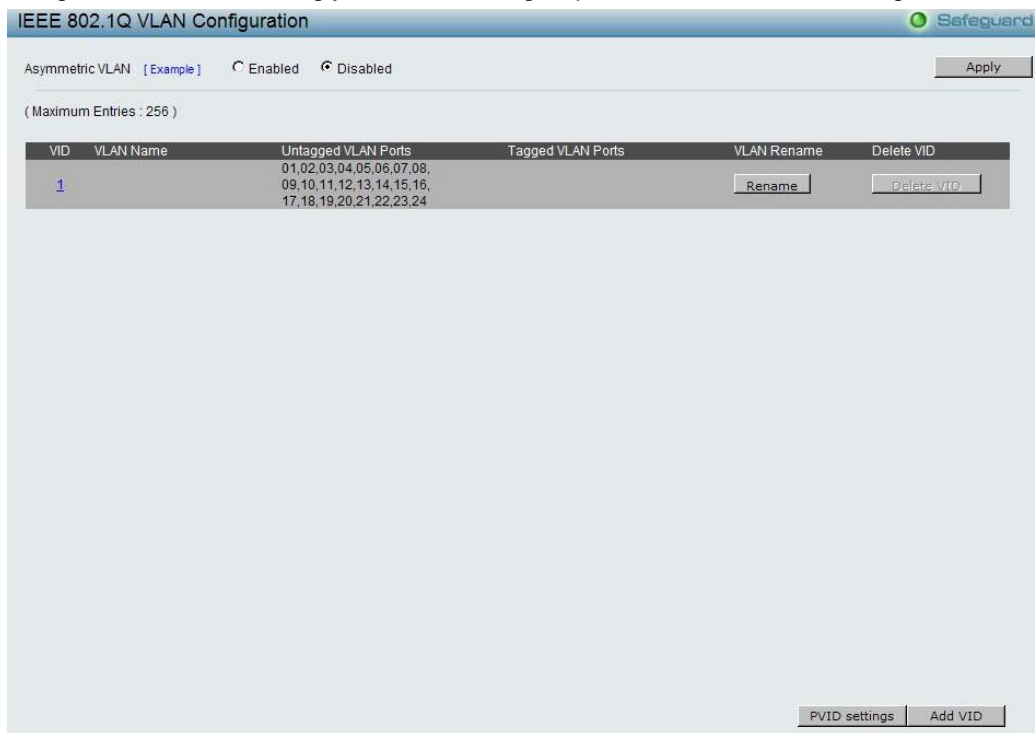 IEEE 802.1Q VLAN Configuration
Safeguard
Asymmetric VLAN [ Example ] Enabled Disabled
Apply
( Maximum Entries : 256 )
VID VLAN Name Untagged VLAN Ports Tagged VLAN Ports VLAN Rename Delete VID
01,02,03,04,05,06,07,08,
1 09,10,11,12,13,14,15,16, Rename Delete VID
17,18,19,20,21,22,23,24
PVID settings Add VID